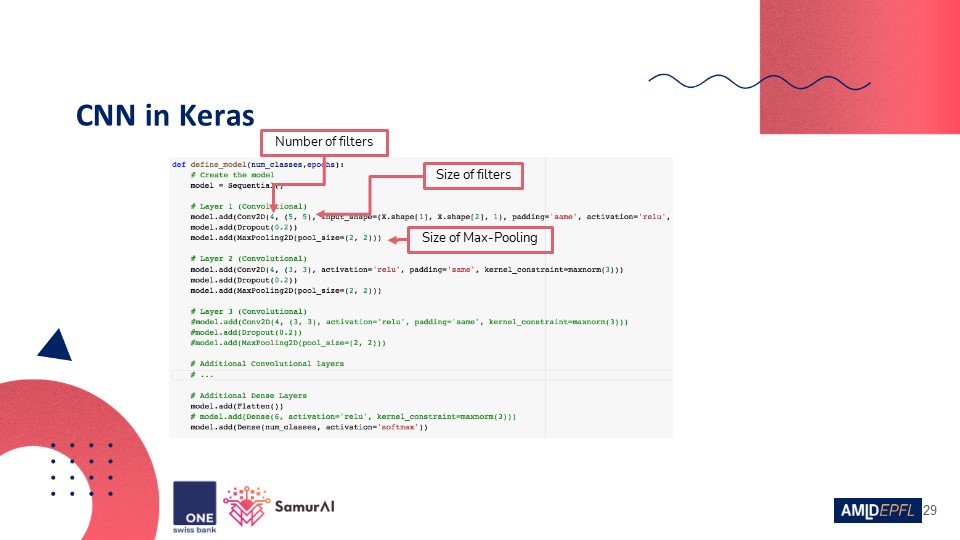 CNN in Keras
Number of filters
Size of filters
Size of Max-Pooling
def define_model(num_classes,epochs):
# Create the model
model = Sequential()
# Layer 1 (Convolutional)
model.add(Conv2D(4, (5, 5), input_shape=(X.shape[1], X.shape[2], 1), padding='same', activation='relu',
model.add(Dropout(0.2))
model.add(MaxPooling2D(pool_size=(2, 2)))
# Layer 2 (Convolutional)
model.add(Conv2D(4, (3, 3), activation='relu', padding='same', kernel_constraint=maxnorm(3)))
model.add(Dropout(0.2))
model.add(MaxPooling2D(pool_size=(2, 2)))
# Layer 3 (Convolutional)
#model.add(Conv2D(4, (3, 3), activation='relu', padding='same', kernel_constraint=maxnorm(3)))
#model.add(Dropout(0.2))
#model.add(MaxPooling2D(pool_size=(2, 2)))
# Additional Convolutional layers
# ...
# Additional Dense Layers
model.add(Flatten())
# model.add(Dense(6, activation='relu', kernel_constraint=maxnorm(3)))
model.add(Dense(num_classes, activation='softmax'))
ONE
swiss bank
SamurAI
AMLDEPFL
29